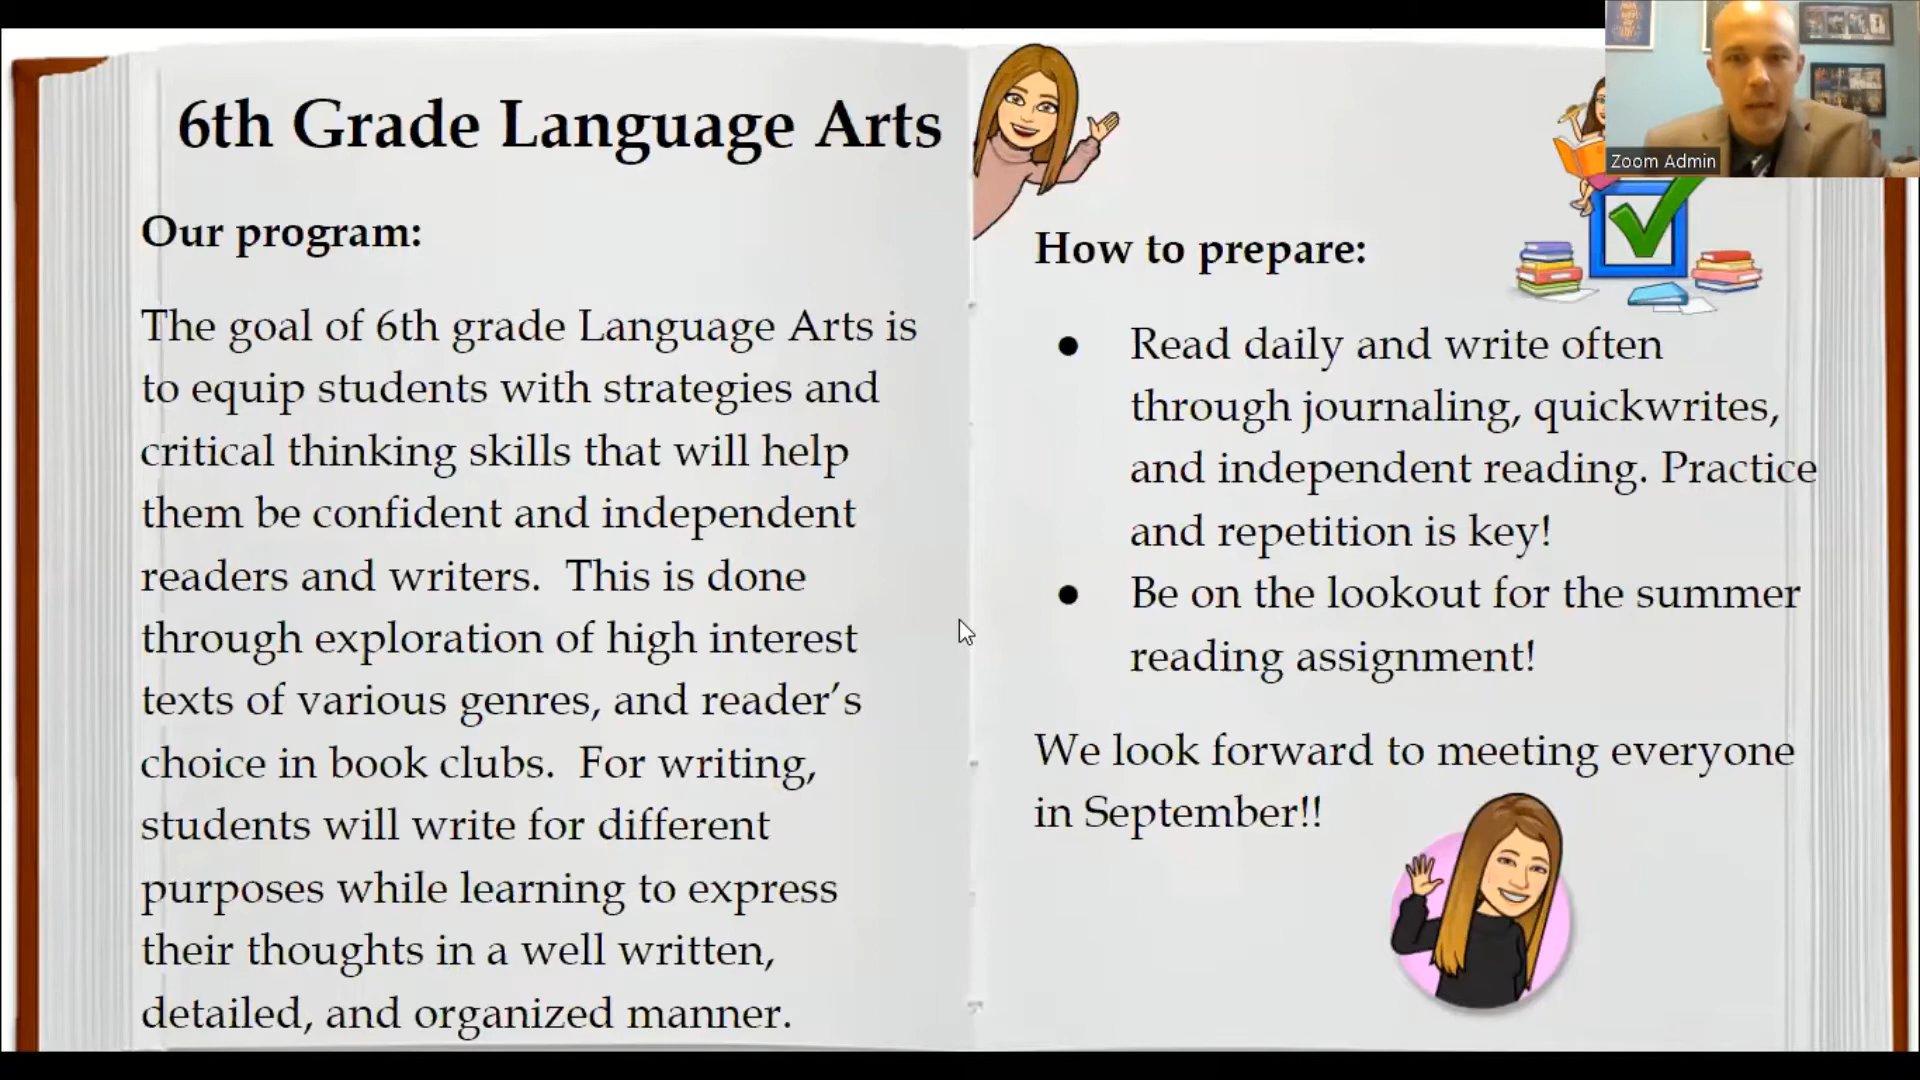 6th Grade Language Arts
Our program:
The goal of 6th grade Language Arts is
to equip students with strategies and
critical thinking skills that will help
them be confident and independent
readers and writers.  This is done
through exploration of high interest
texts of various genres, and reader’s
choice in book clubs.  For writing,
students will write for different
purposes while learning to express
their thoughts in a well written,
detailed, and organized manner.
How to prepare:
● Read daily and write often
through journaling, quickwrites,
and independent reading. Practice
and repetition is key!
● Be on the lookout for the summer
reading assignment!
We look forward to meeting everyone
in September!!
Zoom Admin